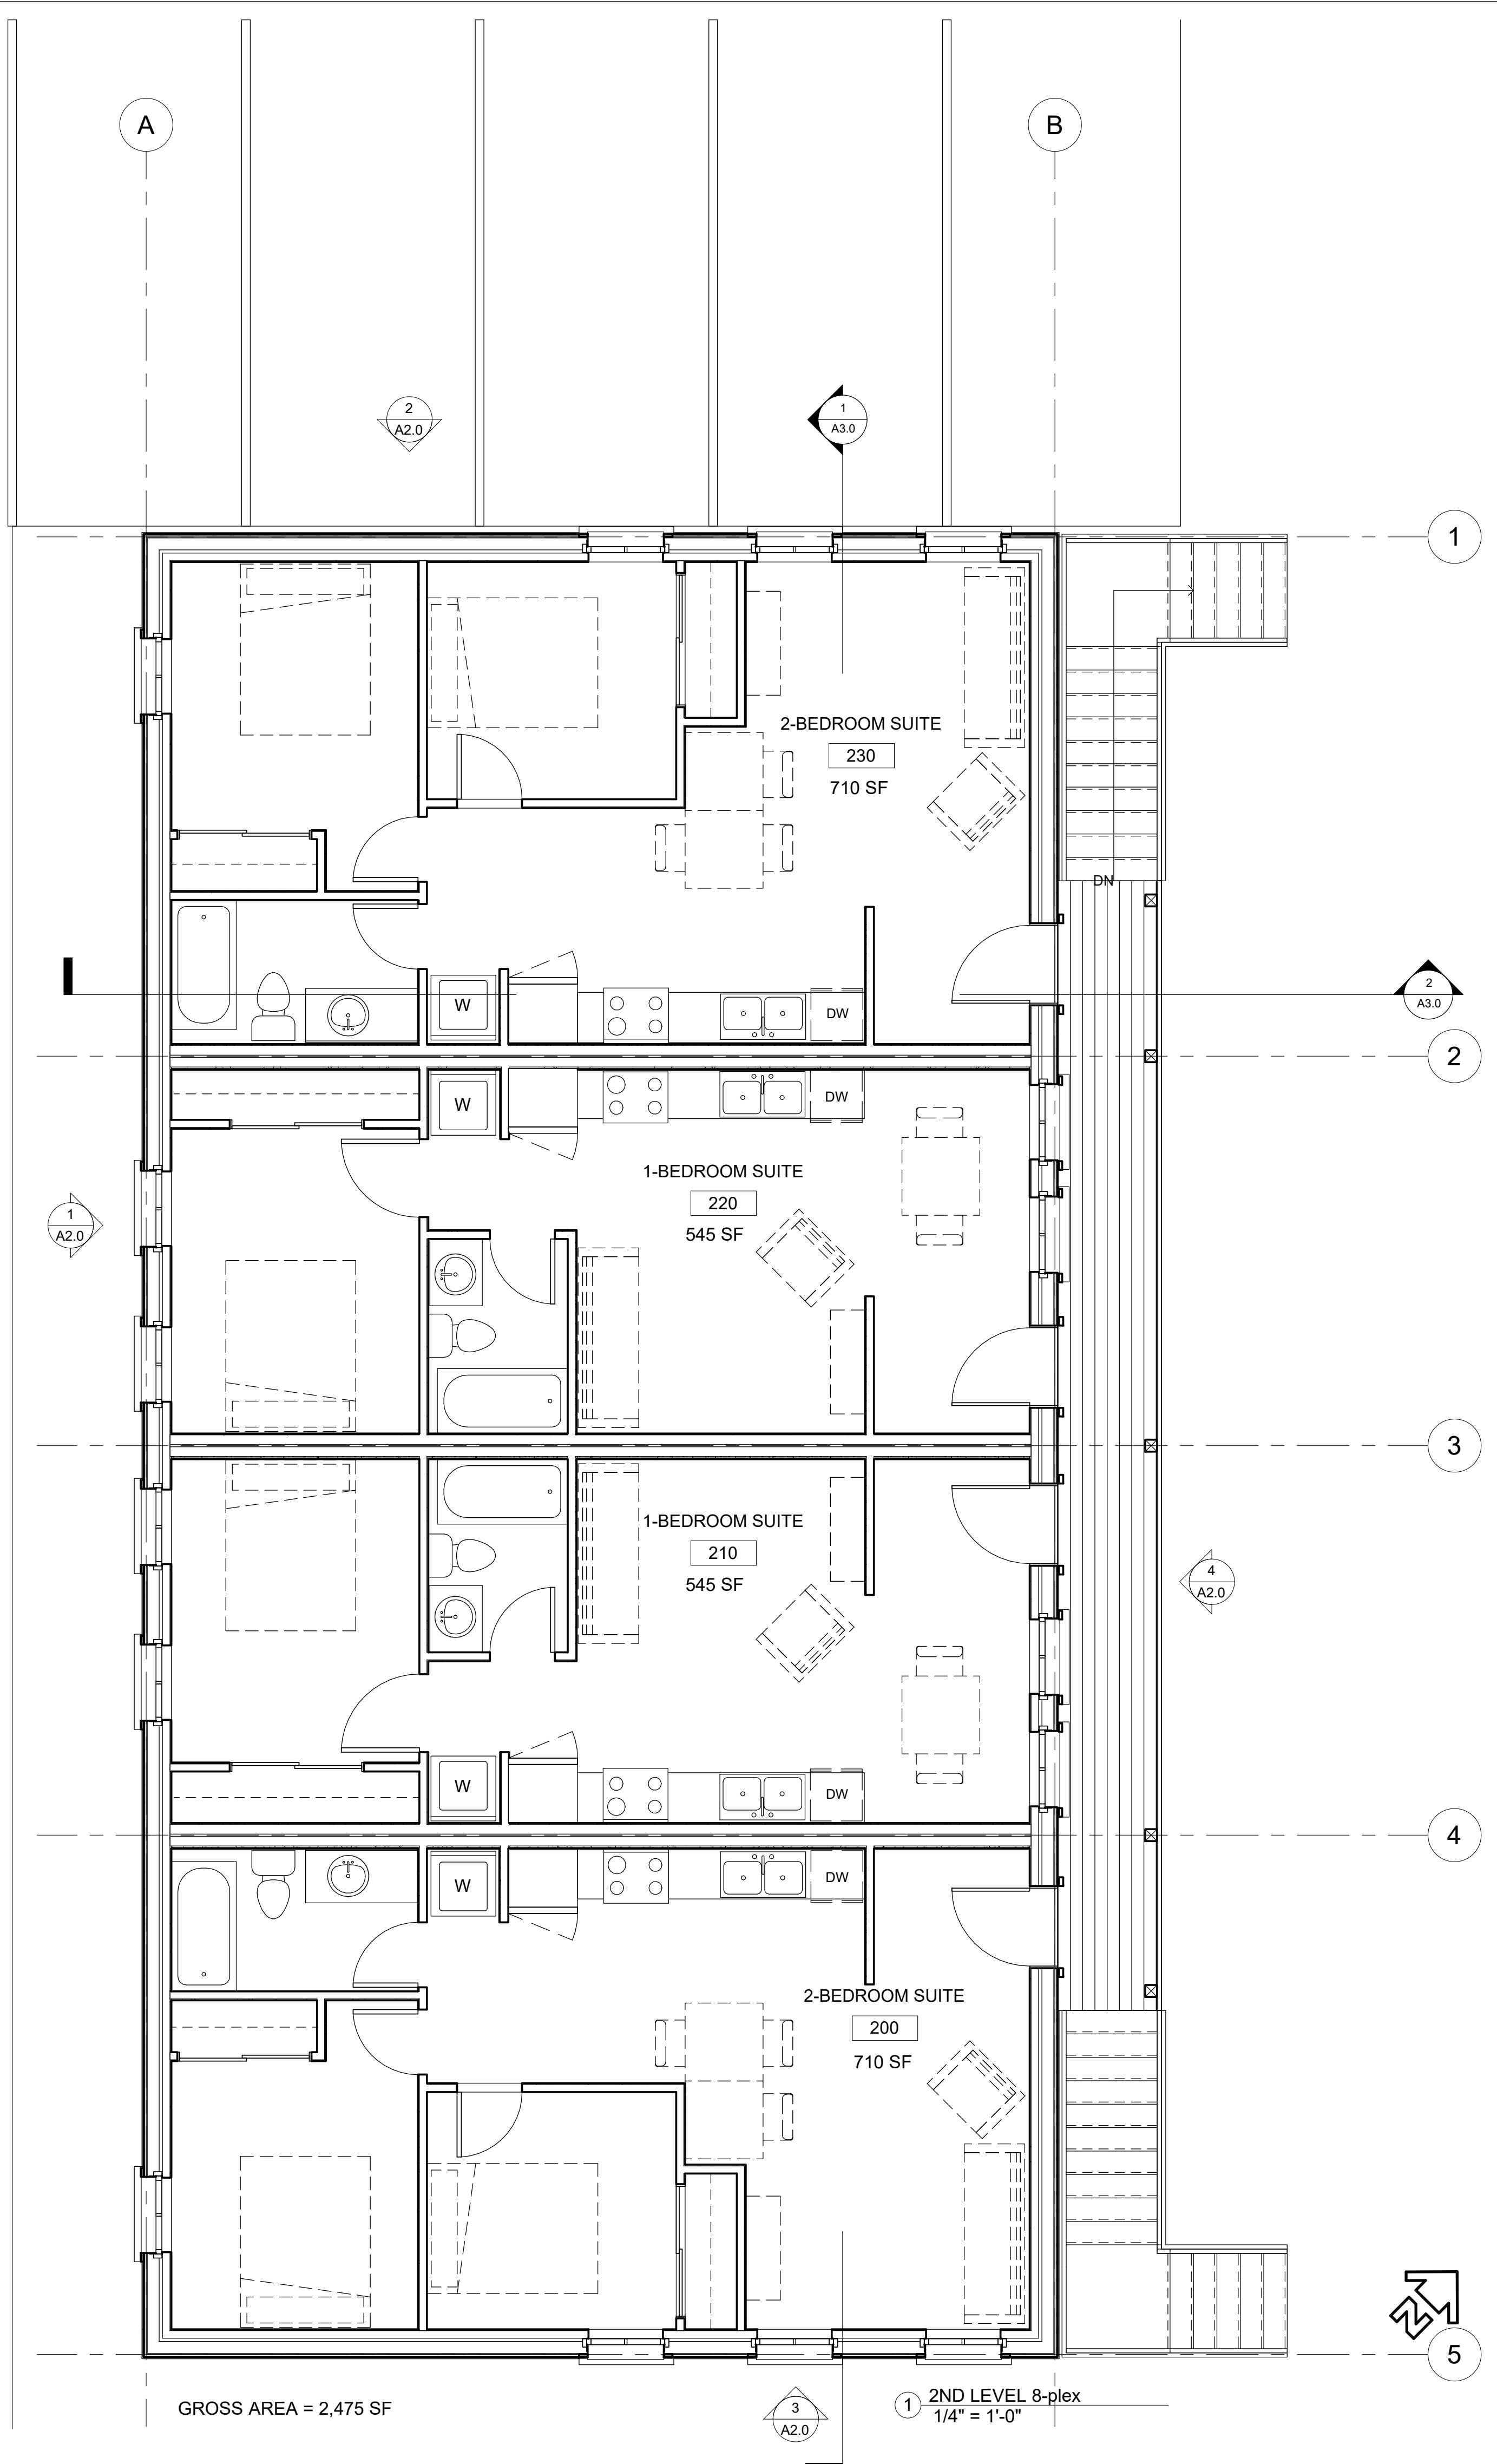 A
B
2
A2.0
1
A3.0
1
2-BEDROOM SUITE
230
710 SF
DN
W
DW
2
A3.0
2
W
DW
1-BEDROOM SUITE
220
545 SF
1
A2.0
3
1-BEDROOM SUITE
210
545 SF
4
A2.0
W
DW
4
W
DW
2-BEDROOM SUITE
200
710 SF
N
5
GROSS AREA = 2,475 SF
3
A2.0
1
2ND LEVEL 8-plex
1/4" = 1'-0"